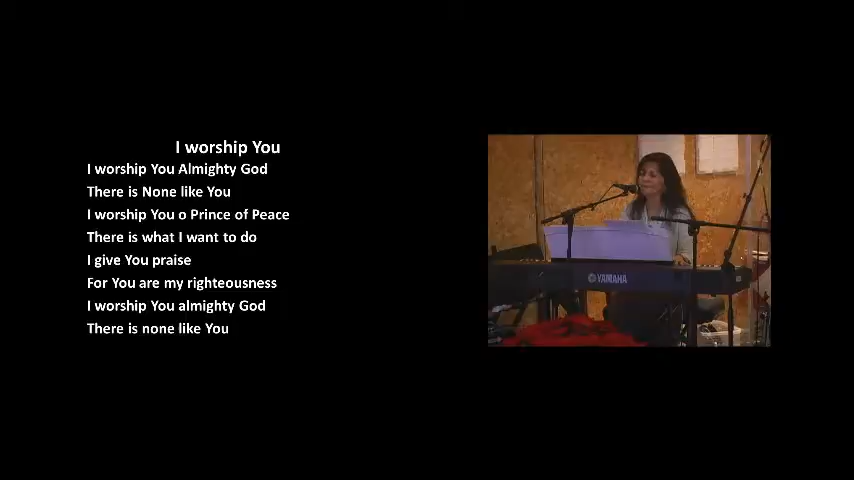 I worship You
I worship You Almighty God
There is None like You
I worship You o Prince of Peace
There is what I want to do
I give You praise
For You are my righteousness
I worship You almighty God
There is none like You
YAMAHA